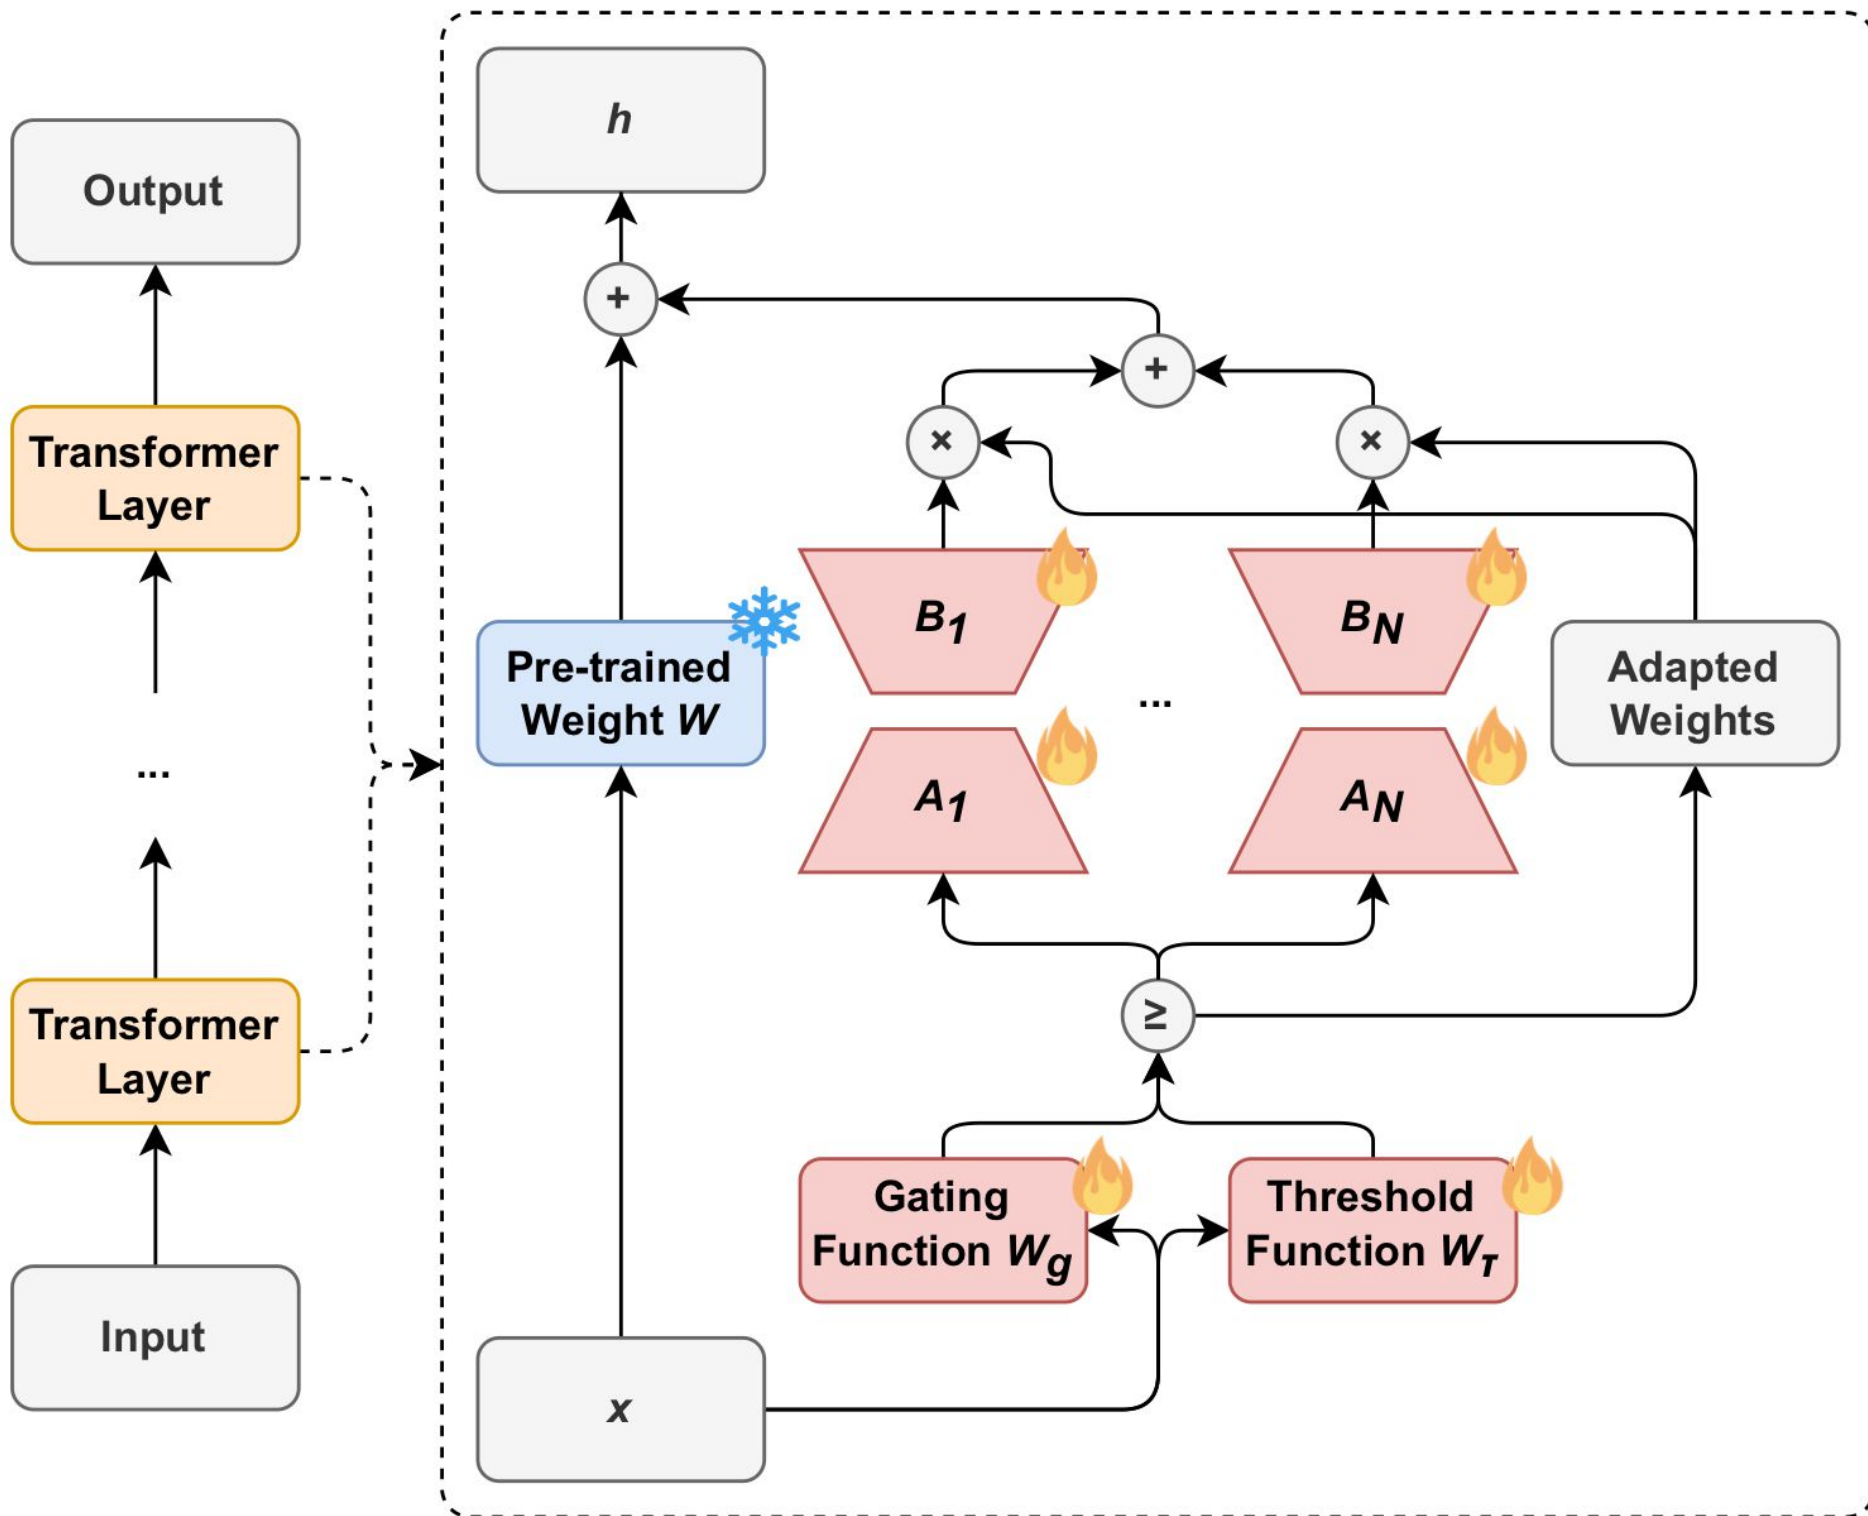 Output
Transformer
Layer
...
Transformer
Layer
Input
h
+
+
×
×
Pre-trained
Weight W
B1
BN
...
A1
AN
Adapted
Weights
≥
Gating
Function Wg
Threshold
Function Wτ
x